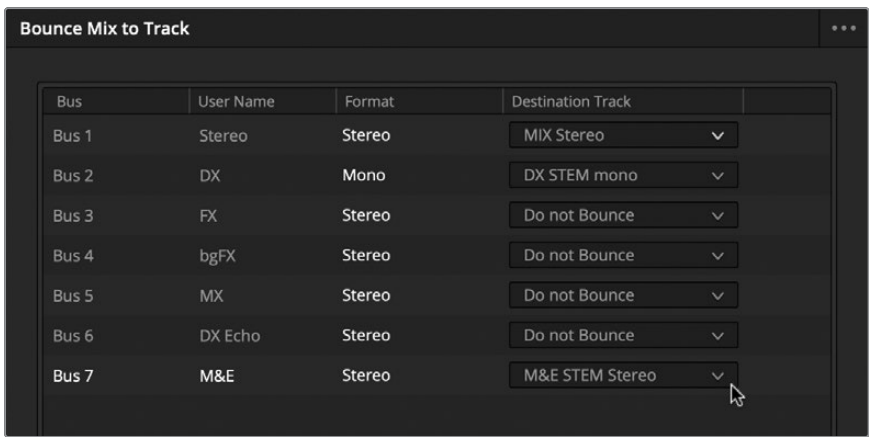 Bounce Mix to Track
Bus User Name Format Destination Track
Bus 1 Stereo Stereo MIX Stereo
Bus 2 DX Mono DX STEM mono
Bus 3 FX Stereo Do not Bounce
Bus 4 bgFX Stereo Do not Bounce
Bus 5 MX Stereo Do not Bounce
Bus 6 DX Echo Stereo Do not Bounce
Bus 7 M&E Stereo M&E STEM Stereo